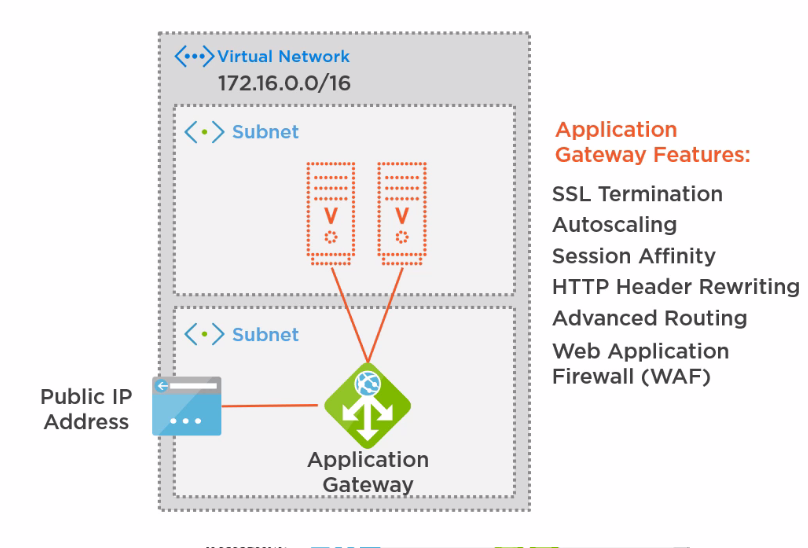 Virtual Network
172.16.0.0/16
Subnet
V
V
Subnet
Public IP
Address
Application
Gateway
Application
Gateway Features:
SSL Termination
Autoscaling
Session Affinity
HTTP Header Rewriting
Advanced Routing
Web Application
Firewall (WAF)